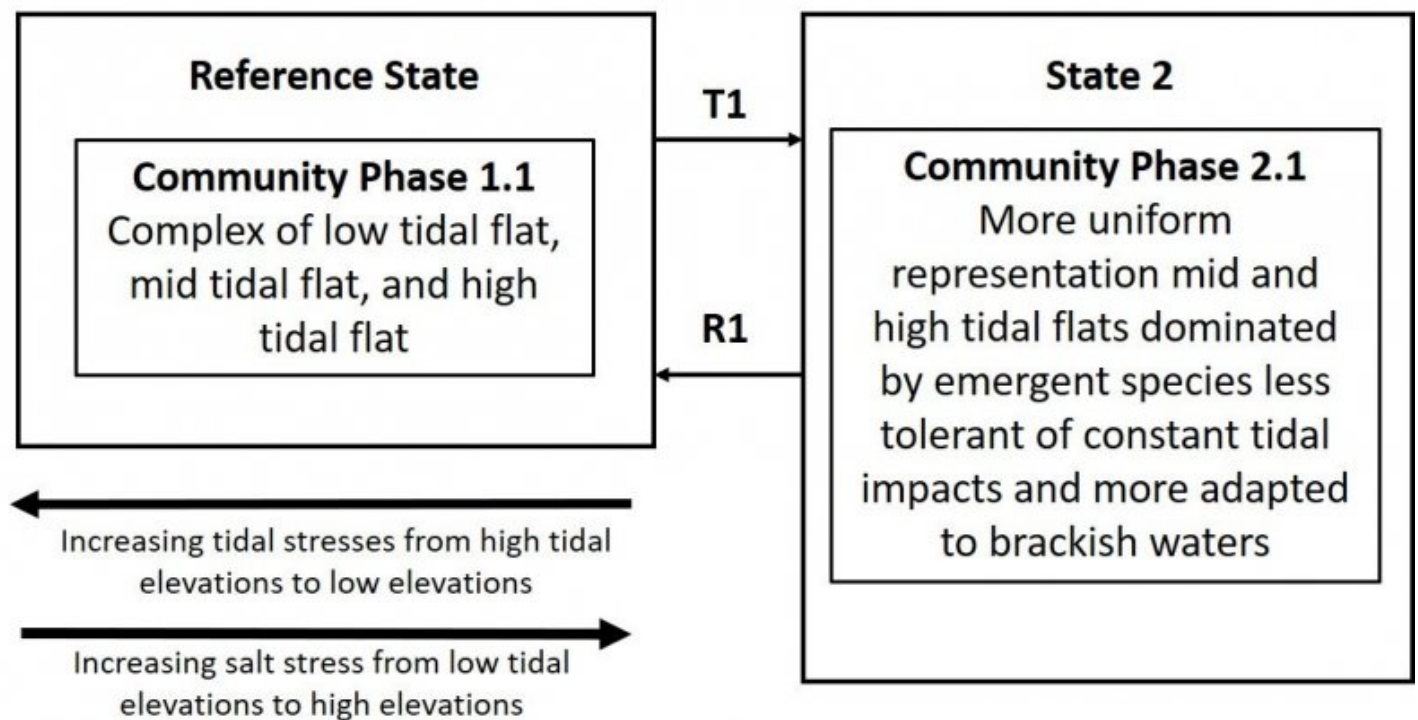 Reference State
Community Phase 1.1
Complex of low tidal flat,
mid tidal flat, and high
tidal flat
T1
R1
State 2
Community Phase 2.1
More uniform
representation mid and
high tidal flats dominated
by emergent species less
tolerant of constant tidal
impacts and more adapted
to brackish waters
Increasing tidal stresses from high tidal
elevations to low elevations
Increasing salt stress from low tidal
elevations to high elevations